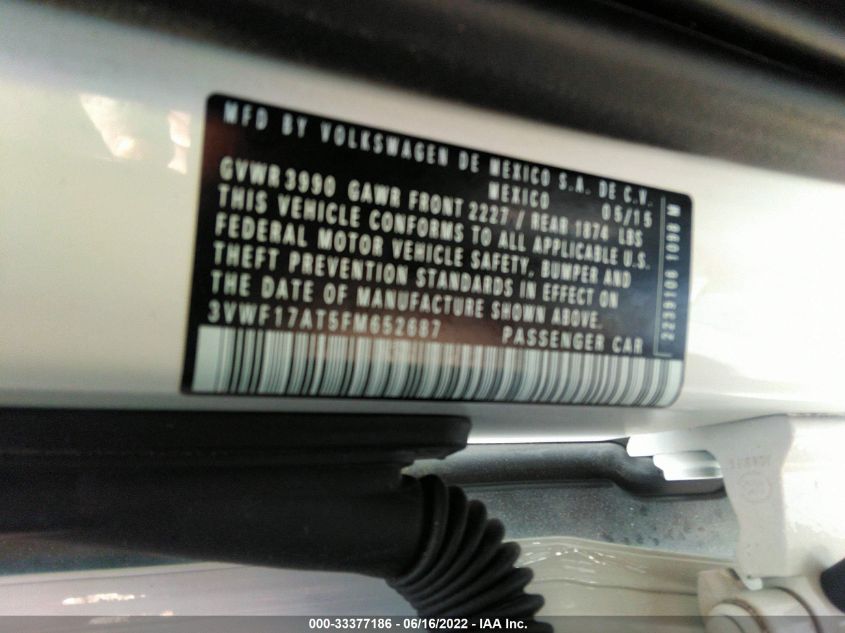 MFD BY VOLKSWAGEN DE MEXICO S.A. DE C.V.
MEXICO 05/15
GVWR 3990 GAWR FRONT 2227 / REAR 1874 LBS
THIS VEHICLE CONFORMS TO ALL APPLICABLE U.S.
FEDERAL MOTOR VEHICLE SAFETY, BUMPER AND
THEFT PREVENTION STANDARDS IN EFFECT ON
THE DATE OF MANUFACTURE SHOWN ABOVE.
3VWF17AT5FM652687 PASSENGER CAR
000-33377186 - 06/16/2022 - IAA Inc.